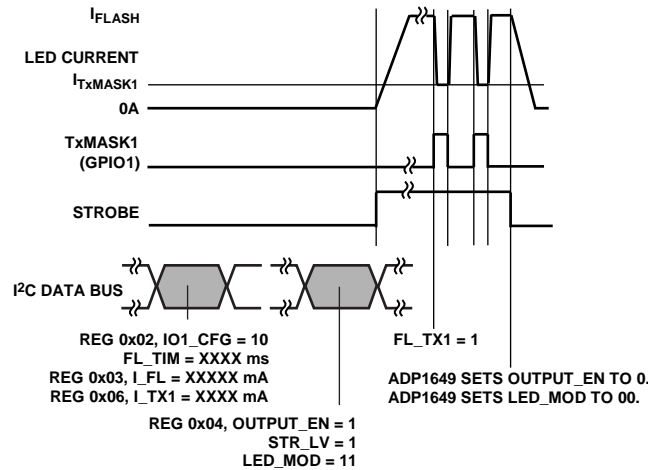 IFLASH
LED CURRENT
ITxMASK1
0A
TxMASK1
(GPIO1)
STROBE
I2C DATA BUS
REG 0x02, IO1_CFG = 10
FL_TIM = XXXX ms
REG 0x03, I_FL = XXXXX mA
REG 0x06, I_TX1 = XXXX mA
REG 0x04, OUTPUT_EN = 1
STR_LV = 1
LED_MOD = 11
FL_TX1 = 1
ADP1649 SETS OUTPUT_EN TO 0.
ADP1649 SETS LED_MOD TO 00.